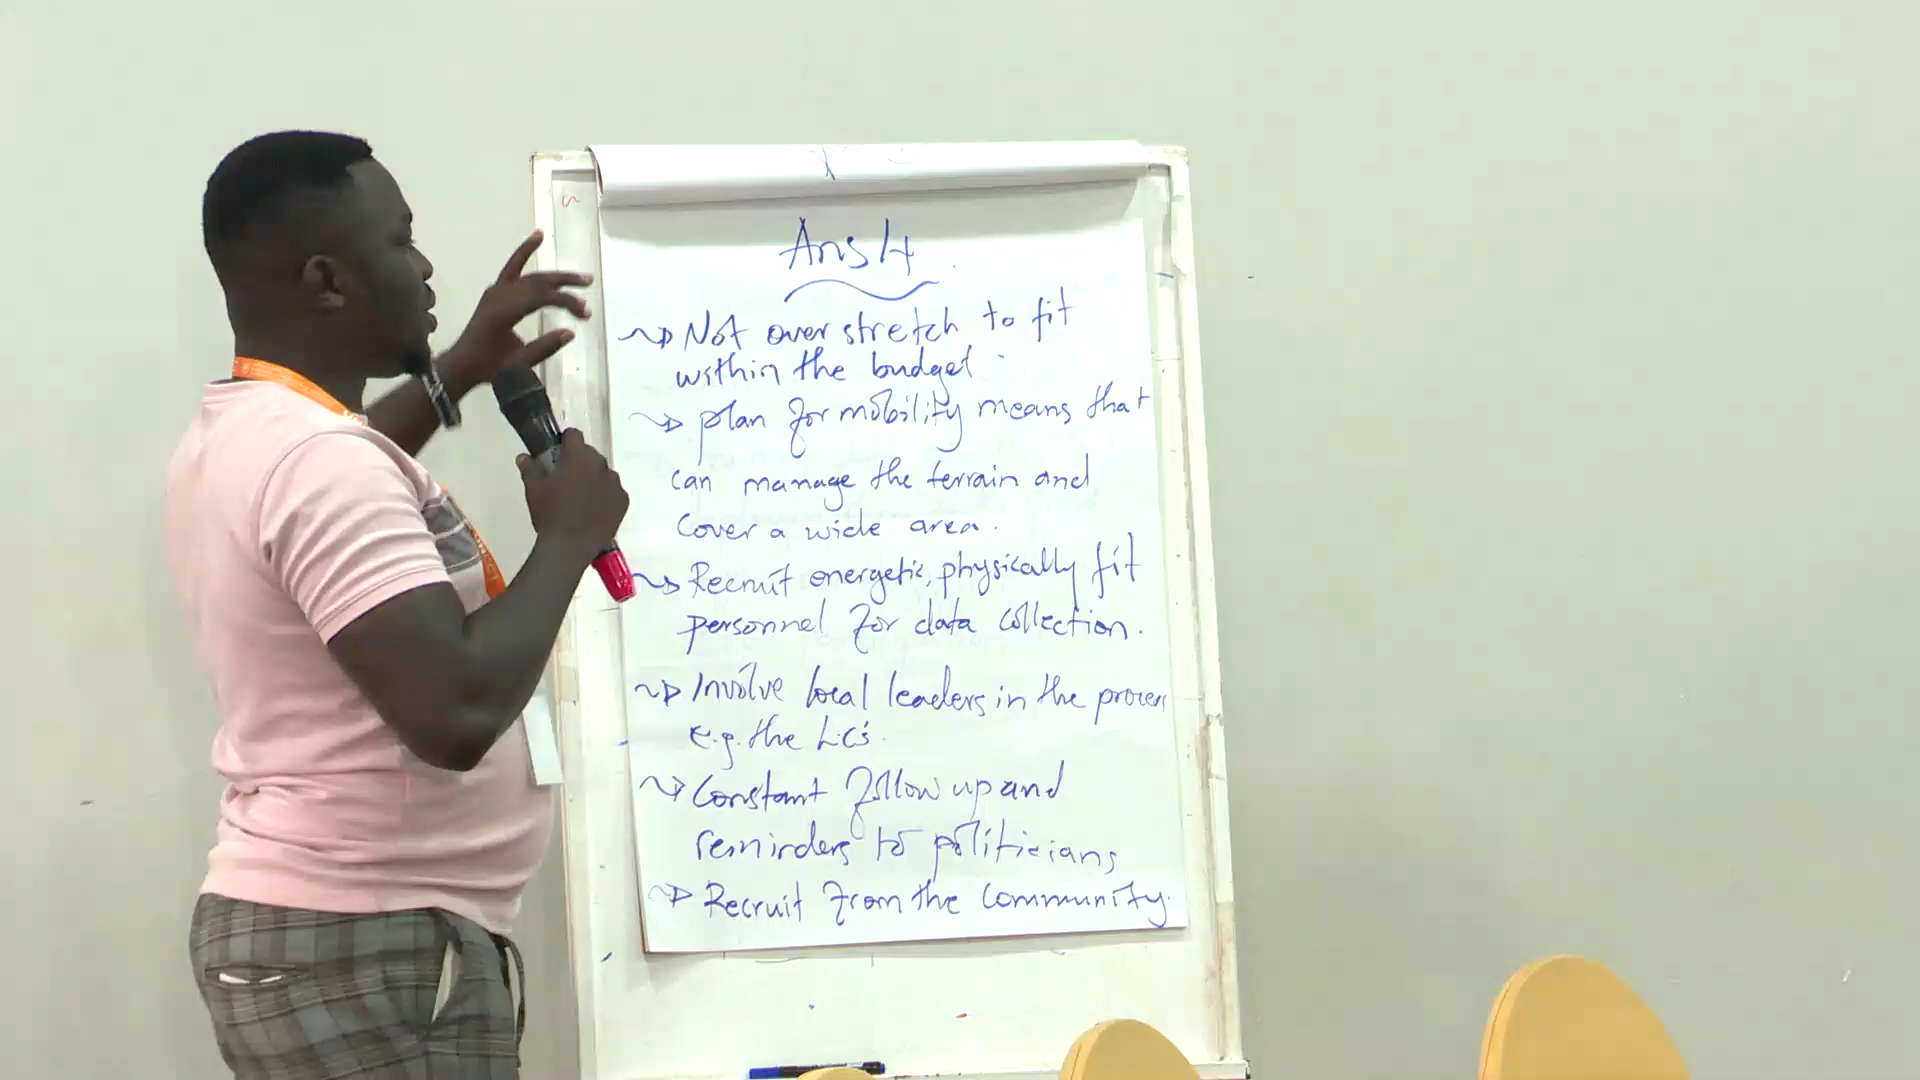 Ans 4
Not over stretch to fit
within the budget.
plan for mobility means that
can manage the terrain and
cover a wide area.
Recruit energetic, physically fit
personnel for data collection.
Involve local leaders in the process
e.g. the LCs.
Constant follow up and
reminders to politicians
Recruit from the community.